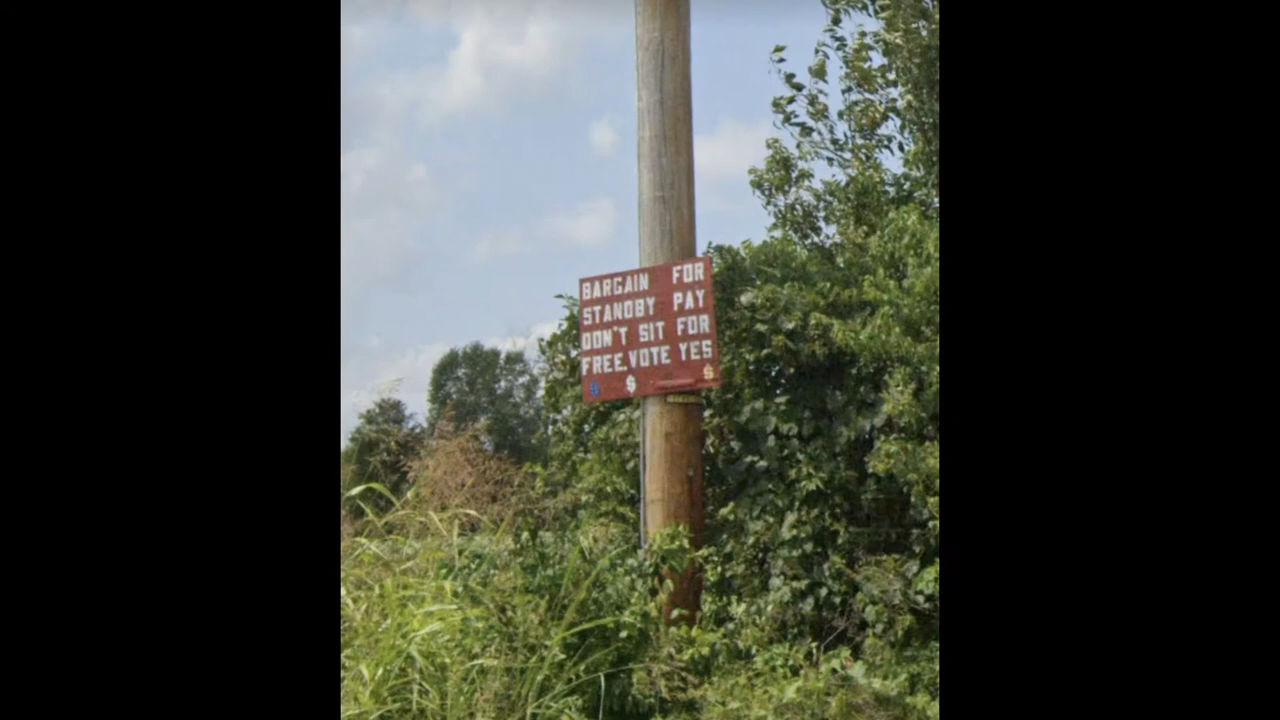 BARGAIN FOR
STANDBY PAY
DON'T SIT FOR
FREE. VOTE YES
$ $